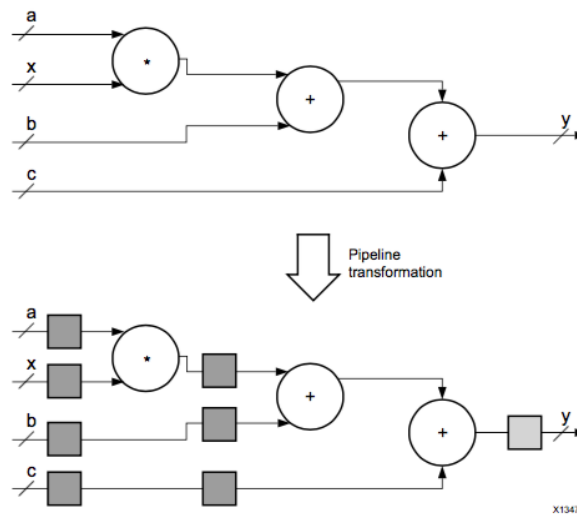 a
x
*
b
+
c
+
y
Pipeline
transformation
a
x
*
b
+
c
+
y